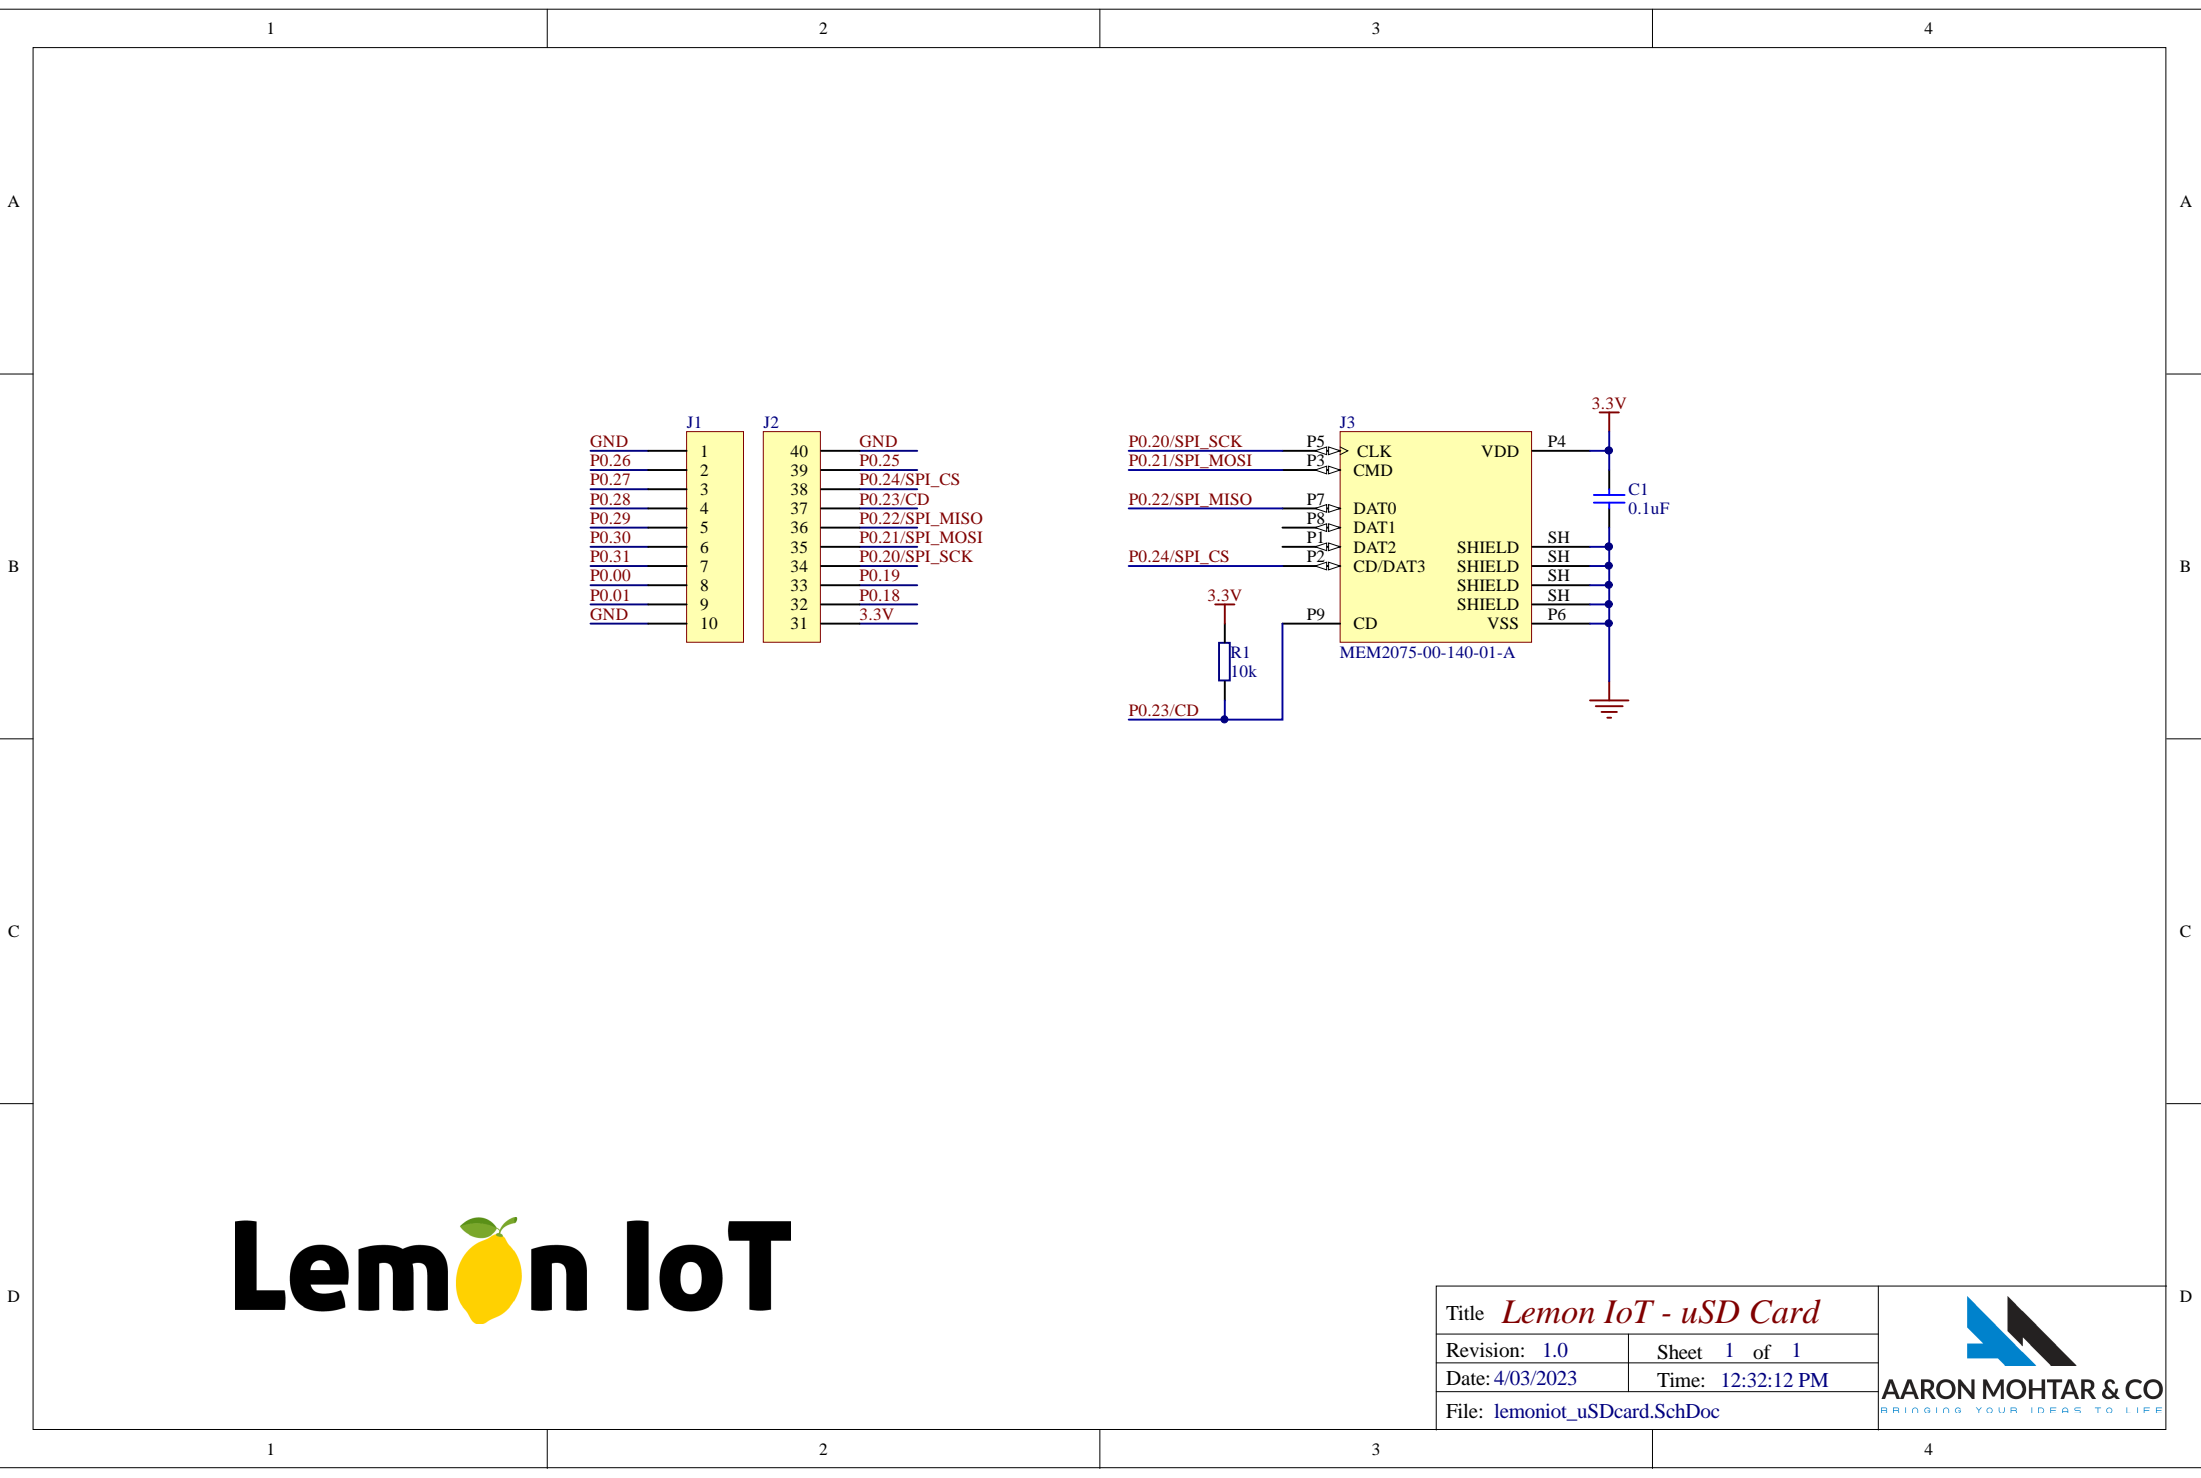 1 2 3 4
A A
B B
C C
D D
J1
GND 1
P0.26 2
P0.27 3
P0.28 4
P0.29 5
P0.30 6
P0.31 7
P0.00 8
P0.01 9
GND 10
J2
40 GND
39 P0.25
38 P0.24/SPI_CS
37 P0.23/CD
36 P0.22/SPI_MISO
35 P0.21/SPI_MOSI
34 P0.20/SPI_SCK
33 P0.19
32 P0.18
31 3.3V
J3
P0.20/SPI_SCK P5 CLK
P0.21/SPI_MOSI P3 CMD
P0.22/SPI_MISO P7 DAT0
P8 DAT1
P1 DAT2
P0.24/SPI_CS P2 CD/DAT3
P9 CD
3.3V
R1
10k
P0.23/CD
3.3V
VDD P4
C1
0.1uF
SHIELD SH
SHIELD SH
SHIELD SH
SHIELD SH
VSS P6
MEM2075-00-140-01-A
Lemon IoT
Title Lemon IoT - uSD Card
Revision: 1.0 Sheet 1 of 1
Date: 4/03/2023 Time: 12:32:12 PM
File: lemoniot_uSDcard.SchDoc
AARON MOHTAR & CO
BRINGING YOUR IDEAS TO LIFE
1 2 3 4